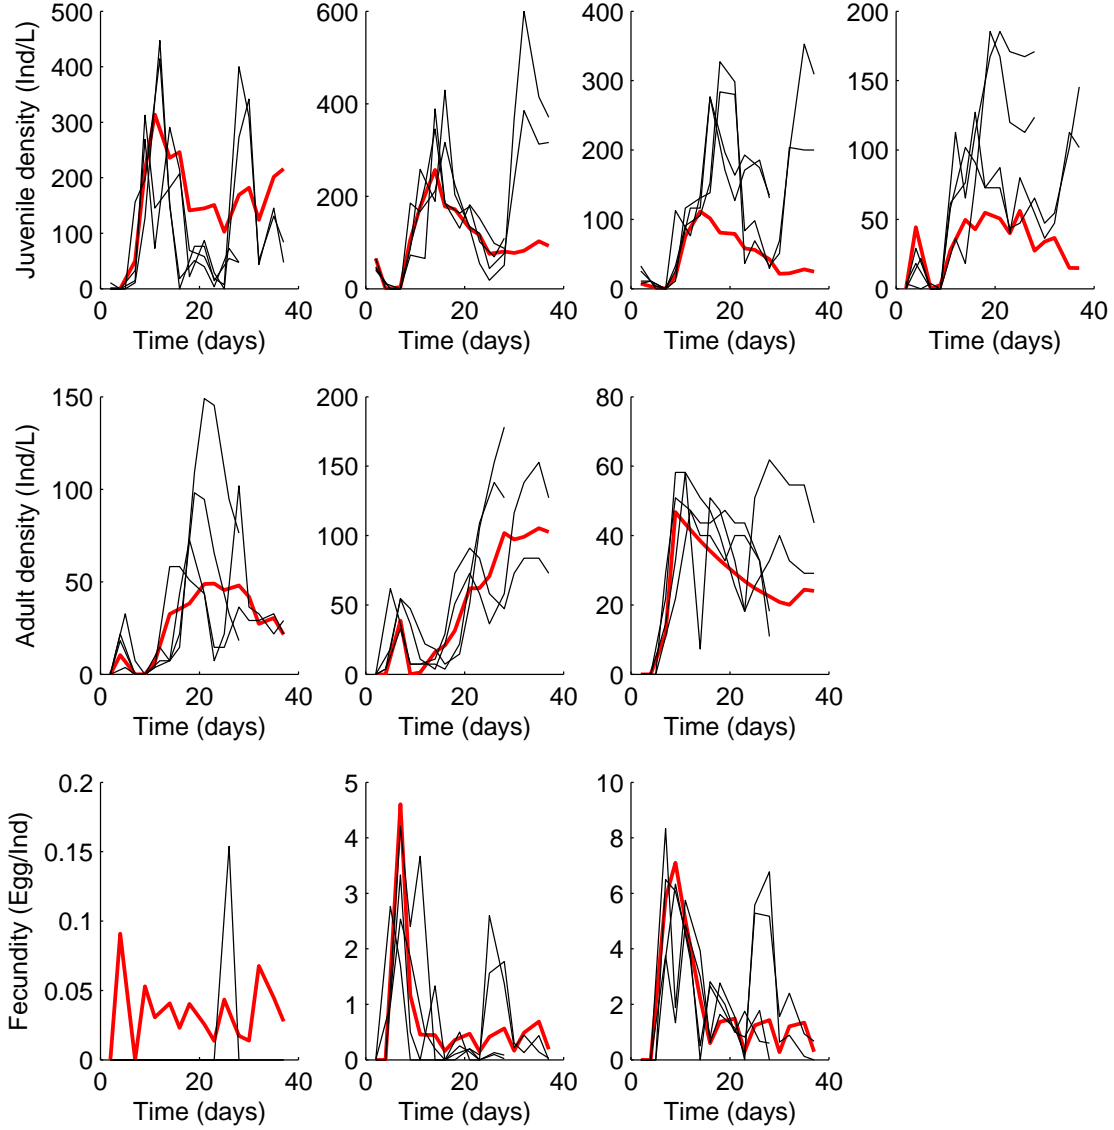 Juvenile density (Ind/L)
500
400
300
200
100
0
0 20 40
Time (days)
600
400
200
0
0 20 40
Time (days)
400
300
200
100
0
0 20 40
Time (days)
200
150
100
50
0
0 20 40
Time (days)
Adult density (Ind/L)
150
100
50
0
0 20 40
Time (days)
200
150
100
50
0
0 20 40
Time (days)
80
60
40
20
0
0 20 40
Time (days)
Fecundity (Egg/Ind)
0.2
0.15
0.1
0.05
0
0 20 40
Time (days)
5
4
3
2
1
0
0 20 40
Time (days)
10
8
6
4
2
0
0 20 40
Time (days)